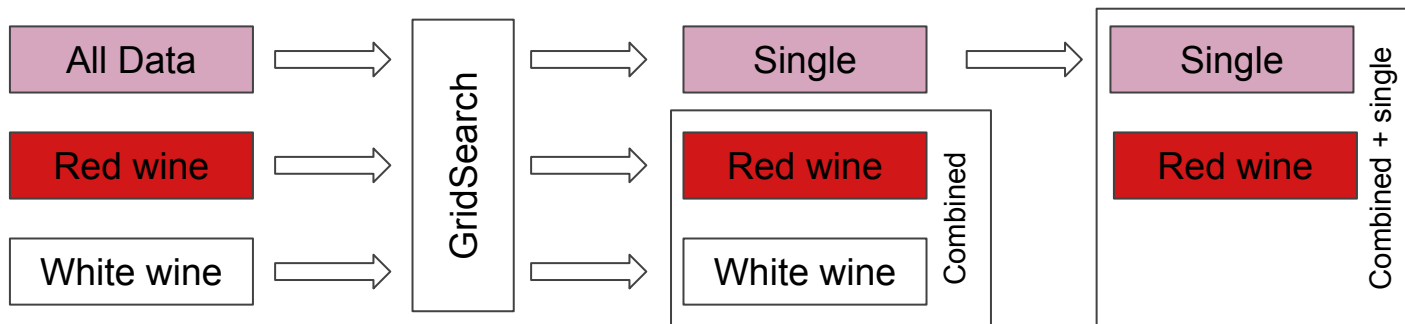 All Data
Red wine
White wine
GridSearch
Single
Red wine
White wine
Combined
Single
Red wine
Combined + single